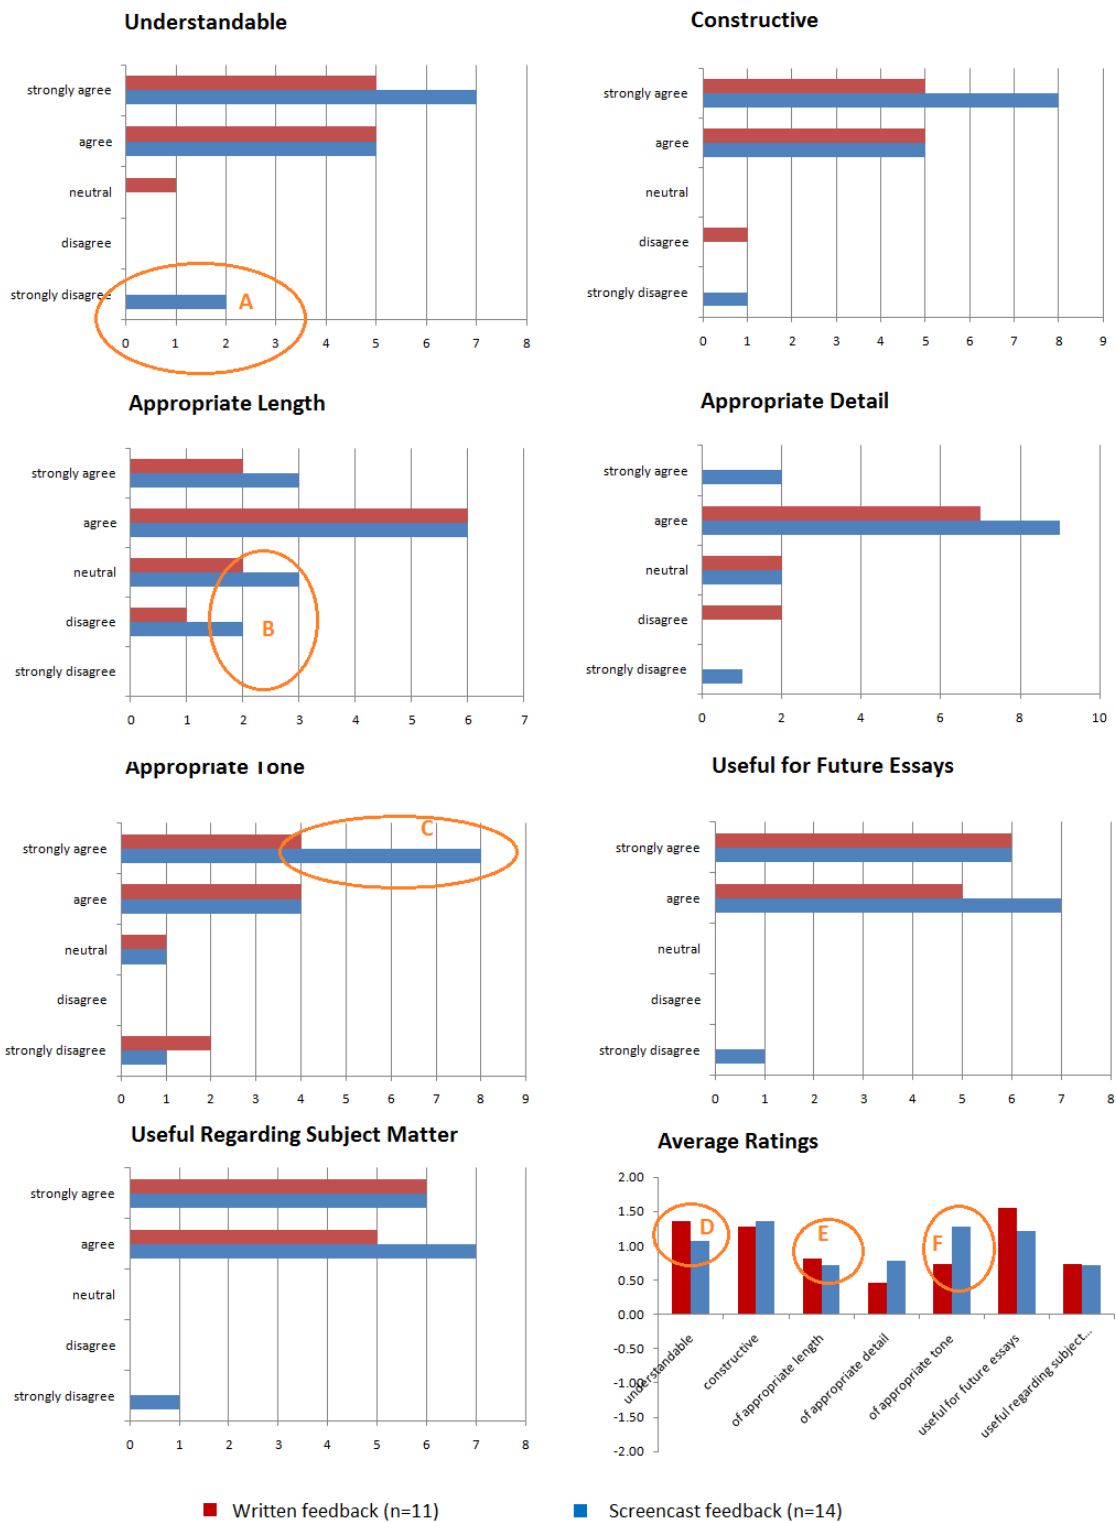 Understandable
strongly agree
agree
neutral
disagree
strongly disagree
A
0 1 2 3 4 5 6 7 8
Constructive
strongly agree
agree
neutral
disagree
strongly disagree
0 1 2 3 4 5 6 7 8 9
Appropriate Length
strongly agree
agree
neutral
disagree
B
strongly disagree
0 1 2 3 4 5 6 7
Appropriate Detail
strongly agree
agree
neutral
disagree
strongly disagree
0 2 4 6 8 10
Appropriate Tone
C
strongly agree
agree
neutral
disagree
strongly disagree
0 1 2 3 4 5 6 7 8 9
Useful for Future Essays
strongly agree
agree
neutral
disagree
strongly disagree
0 1 2 3 4 5 6 7 8
Useful Regarding Subject Matter
strongly agree
agree
neutral
disagree
strongly disagree
0 1 2 3 4 5 6 7 8
Average Ratings
2.00
1.50
1.00
0.50
0.00
-0.50
-1.00
-1.50
-2.00
D
E
F
understandable
constructive
of appropriate length
of appropriate detail
of appropriate tone
useful for future essays
useful regarding subject...
Written feedback (n=11)
Screencast feedback (n=14)